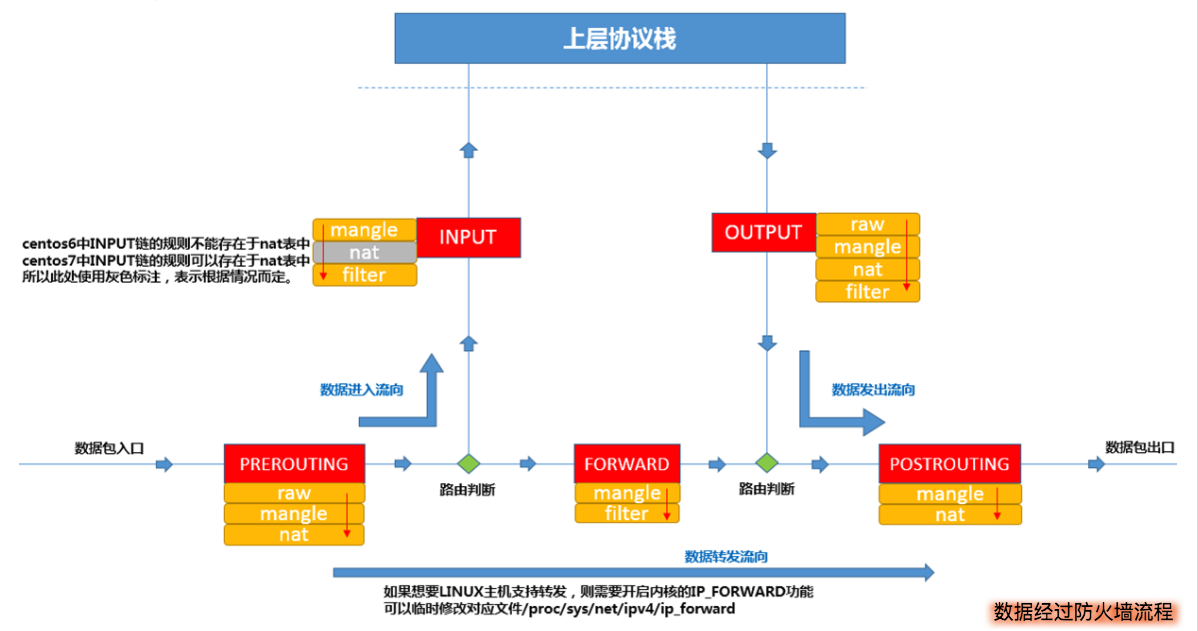 上层协议栈
mangle
nat
filter
INPUT
centos6中INPUT链的规则不能存在于nat表中
centos7中INPUT链的规则可以存在于nat表中
所以此处使用灰色标注，表示根据情况而定。
OUTPUT
raw
mangle
nat
filter
数据进入流向
数据发出流向
数据包入口
PREROUTING
raw
mangle
nat
路由判断
FORWARD
mangle
filter
路由判断
POSTROUTING
mangle
nat
数据包出口
数据转发流向
如果想要LINUX主机支持转发，则需要开启内核的IP_FORWARD功能
可以临时修改对应文件/proc/sys/net/ipv4/ip_forward
数据经过防火墙流程